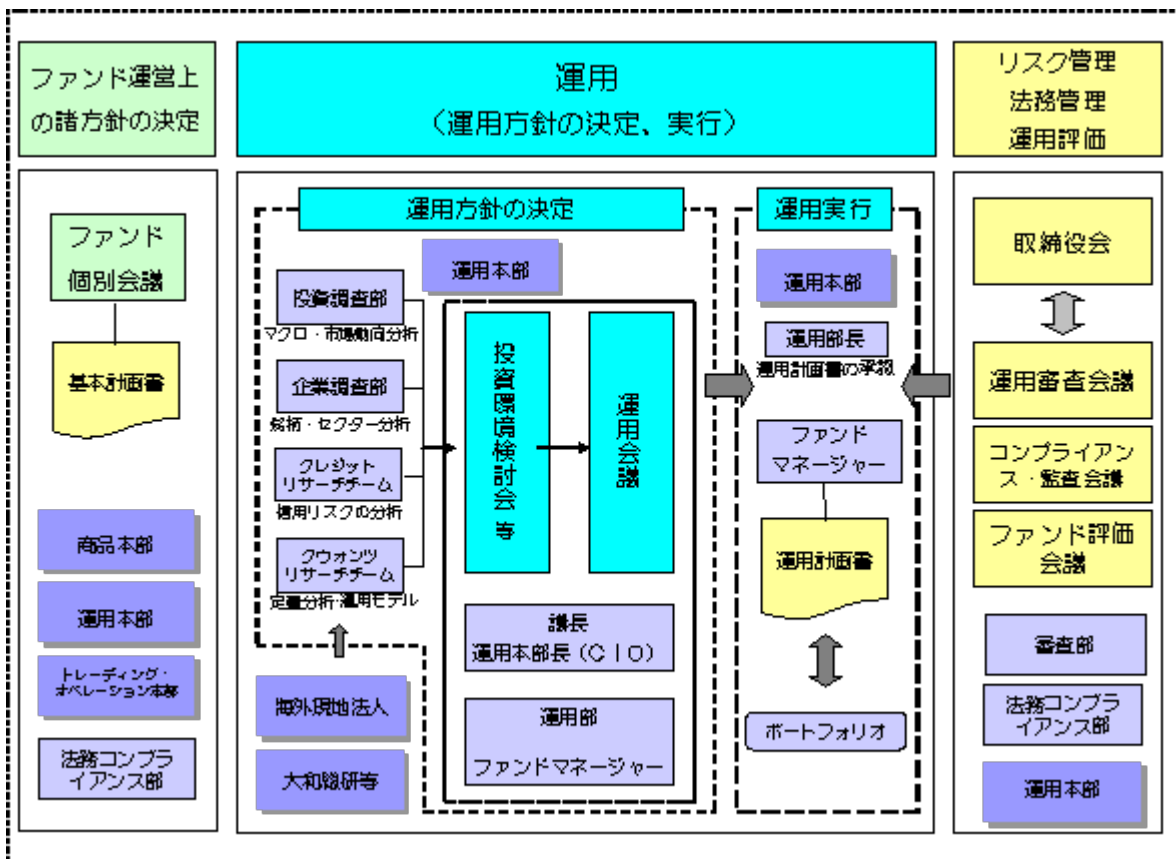 ファンド運営上
の諸方針の決定
運用
（運用方針の決定、実行）
リスク管理
法務管理
運用評価
ファンド
個別会議
基本計画書
商品本部
運用本部
トレーディング・
オペレーション本部
法務コンプラ
イアンス部
運用方針の決定
運用本部
投資調査部
マクロ・市場動向分析
企業調査部
銘柄・セクター分析
クレジット
リサーチチーム
信用リスクの分析
クウォンツ
リサーチチーム
定量分析・運用モデル
海外現地法人
大和総研等
投資環境検討会 等
運用会議
議長
運用本部長（ＣＩＯ）
運用部
ファンドマネージャー
運用実行
運用本部
運用部長
運用計画書の承認
ファンド
マネージャー
運用計画書
ポートフォリオ
取締役会
運用審査会議
コンプライアン
ス・監査会議
ファンド評価
会議
審査部
法務コンプラ
イアンス部
運用本部